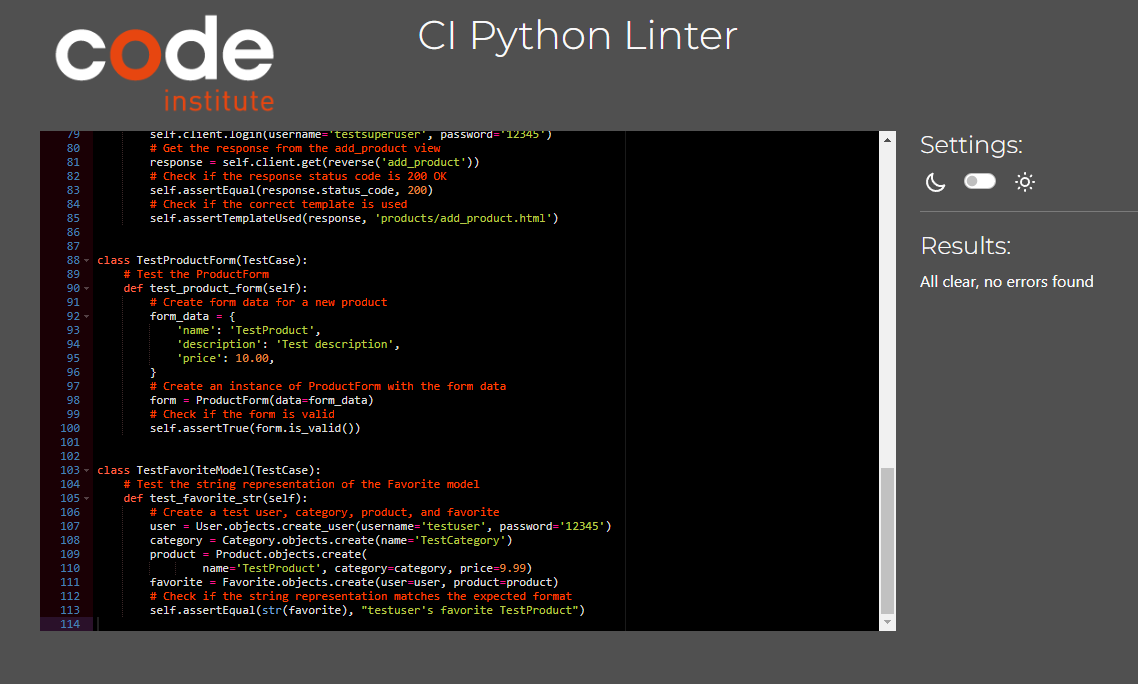 code
institute
CI Python Linter
79 self.client.login(username='testsuperuser', password='12345')
80 # Get the response from the add_product view
81 response = self.client.get(reverse('add_product'))
82 # Check if the response status code is 200 OK
83 self.assertEqual(response.status_code, 200)
84 # Check if the correct template is used
85 self.assertTemplateUsed(response, 'products/add_product.html')
86
87
88 class TestProductForm(TestCase):
89 # Test the ProductForm
90 def test_product_form(self):
91 # Create form data for a new product
92 form_data = {
93 'name': 'TestProduct',
94 'description': 'Test description',
95 'price': 10.00,
96 }
97 # Create an instance of ProductForm with the form data
98 form = ProductForm(data=form_data)
99 # Check if the form is valid
100 self.assertTrue(form.is_valid())
101
102
103 class TestFavoriteModel(TestCase):
104 # Test the string representation of the Favorite model
105 def test_favorite_str(self):
106 # Create a test user, category, product, and favorite
107 user = User.objects.create_user(username='testuser', password='12345')
108 category = Category.objects.create(name='TestCategory')
109 product = Product.objects.create(
110 name='TestProduct', category=category, price=9.99)
111 favorite = Favorite.objects.create(user=user, product=product)
112 # Check if the string representation matches the expected format
113 self.assertEqual(str(favorite), "testuser's favorite TestProduct")
114
Settings:
Results:
All clear, no errors found